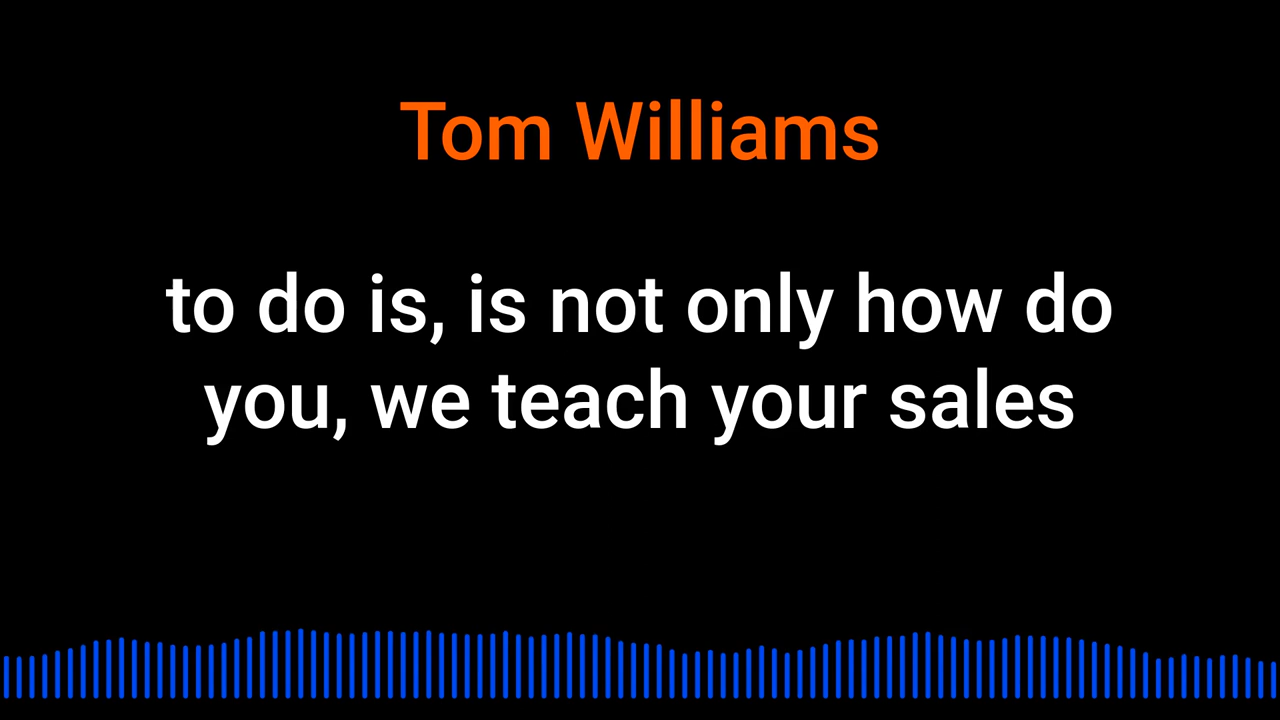 Tom Williams
to do is, is not only how do
you, we teach your sales